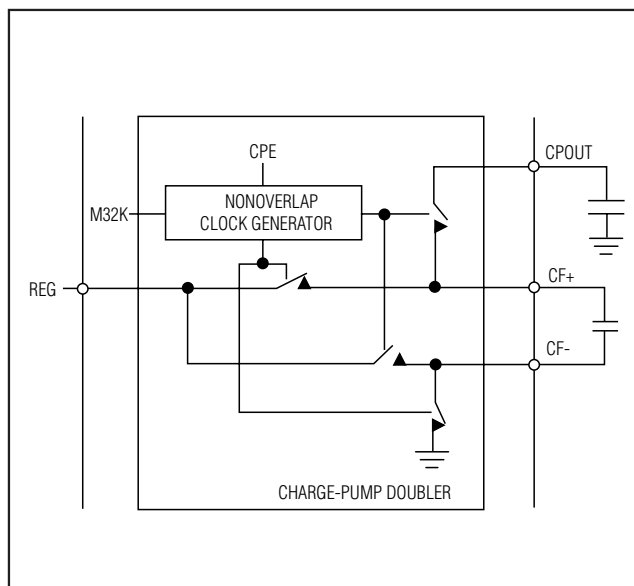 CPE
CPOUT
M32K
NONOVERLAP
CLOCK GENERATOR
REG
CF+
CF-
CHARGE-PUMP DOUBLER